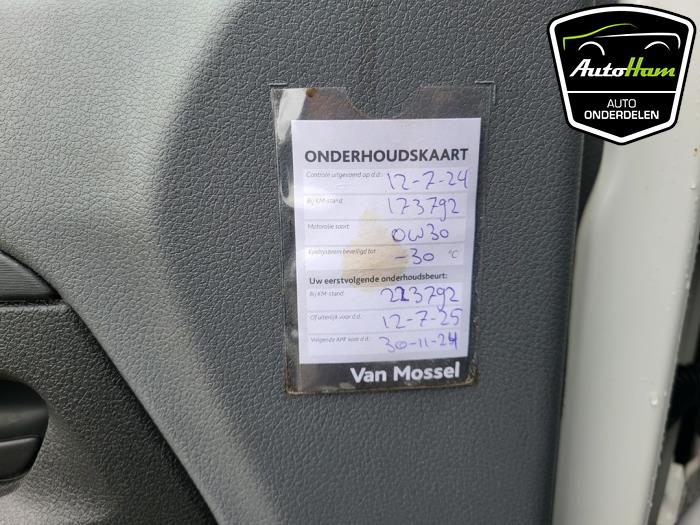 AutoHam
AUTO
ONDERDELEN
ONDERHOUDSKAART
Controle uitgevoerd op d.d.: 12-7-24
Bij KM-stand: 173792
Motorolie soort: 0W30
Koelsysteem beveiligd tot -30 °C
Uw eerstvolgende onderhoudsbeurt:
Bij KM-stand: 223792
Of uiterlijk voor d.d.: 12-7-25
Volgende APK voor d.d.: 30-11-24
Van Mossel